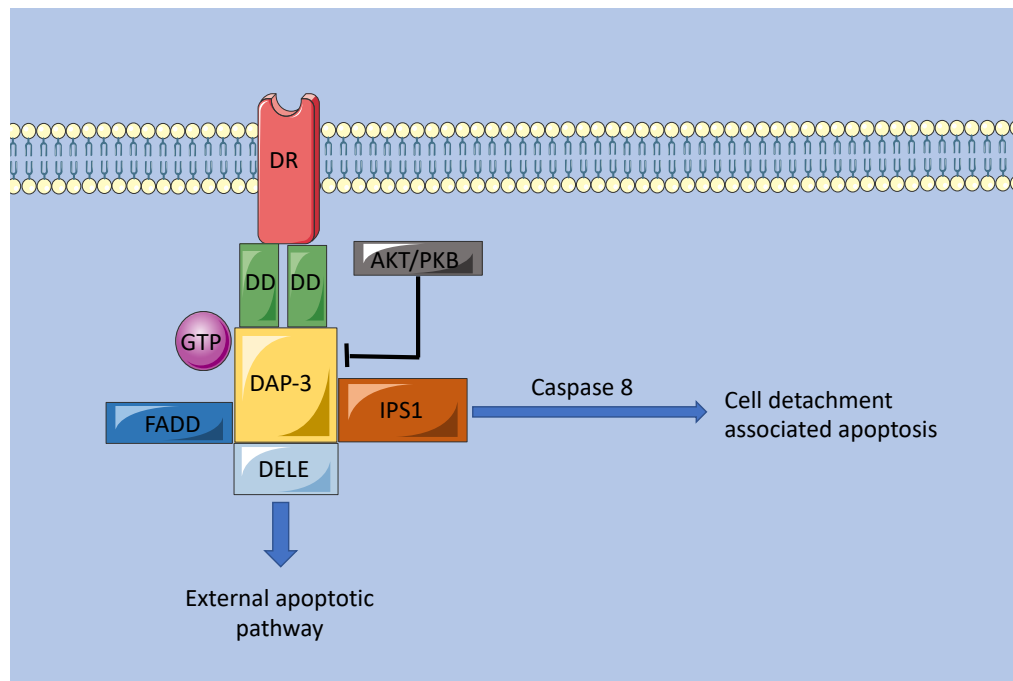 DR
DD
DD
AKT/PKB
GTP
DAP-3
IPS1
Caspase 8
Cell detachment
associated apoptosis
FADD
DELE
External apoptotic
pathway